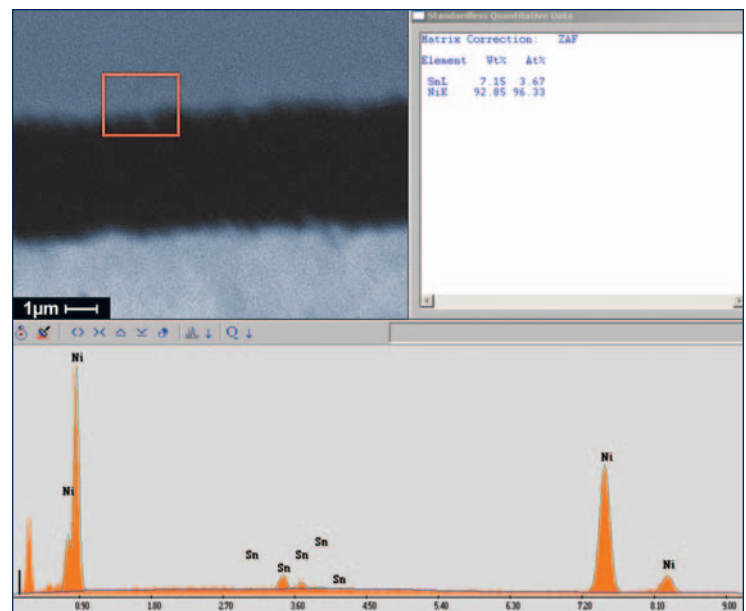 Standardless Quantitative Data
Matrix Correction: ZAF
Element Wt% At%
SnL 7.15 3.67
NiK 92.85 96.33
1µm
Q
Ni
Ni
Sn
Sn
Sn
Sn
Sn
Ni
Ni
0.90 1.00 2.70 3.60 4.50 5.40 6.30 7.20 8.10 9.00